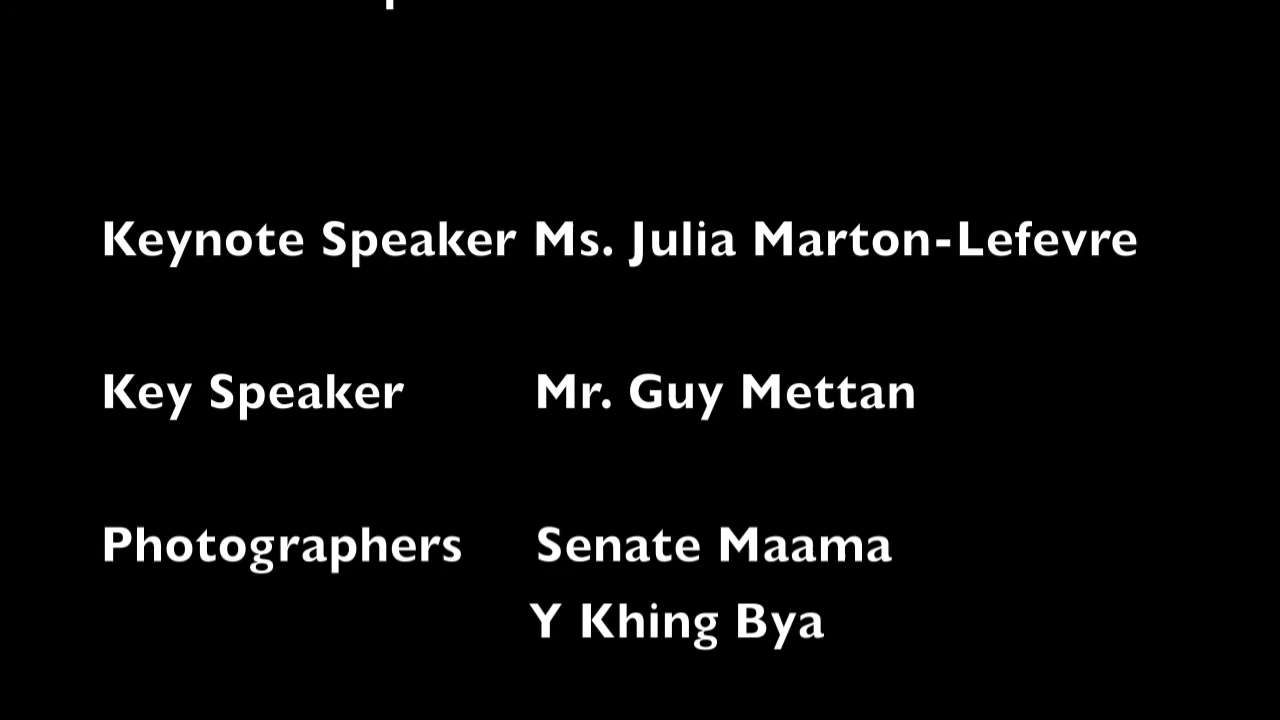 Keynote Speaker Ms. Julia Marton-Lefevre
Key Speaker Mr. Guy Mettan
Photographers Senate Maama
Y Khing Bya